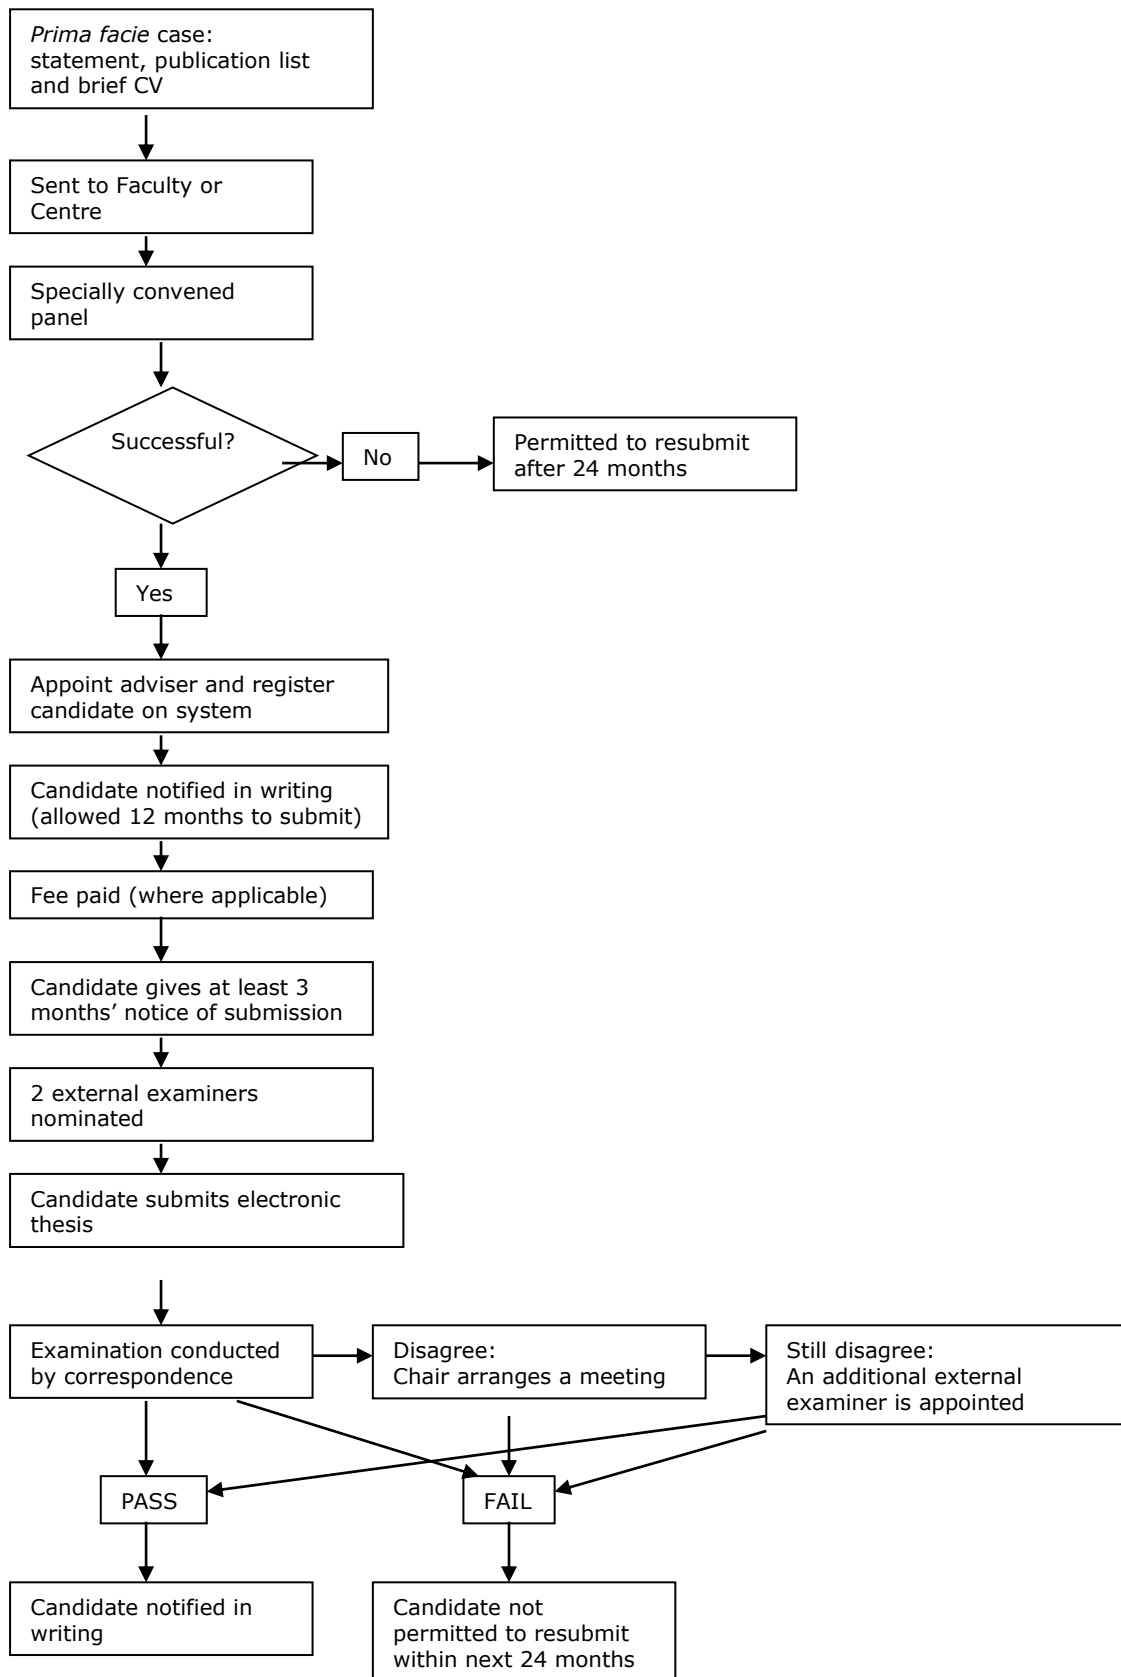 Prima facie case:
statement, publication list
and brief CV
Sent to Faculty or
Centre
Specially convened
panel
Successful?
No
Permitted to resubmit
after 24 months
Yes
Appoint adviser and register
candidate on system
Candidate notified in writing
(allowed 12 months to submit)
Fee paid (where applicable)
Candidate gives at least 3
months’ notice of submission
2 external examiners
nominated
Candidate submits electronic
thesis
Examination conducted
by correspondence
Disagree:
Chair arranges a meeting
Still disagree:
An additional external
examiner is appointed
PASS
FAIL
Candidate notified in
writing
Candidate not
permitted to resubmit
within next 24 months